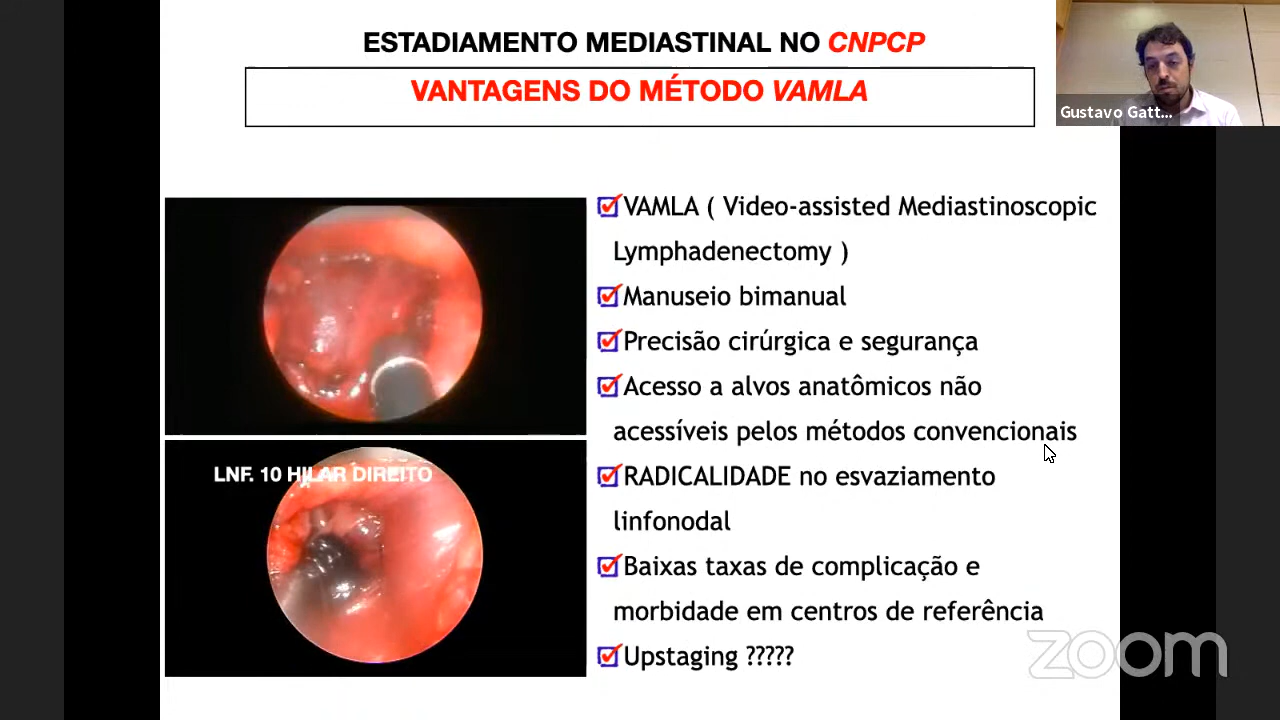 ESTADIAMENTO MEDIASTINAL NO CNPCP
VANTAGENS DO MÉTODO VAMLA
Gustavo Gatt...
VAMLA ( Video-assisted Mediastinoscopic
Lymphadenectomy )
Manuseio bimanual
Precisão cirúrgica e segurança
Acesso a alvos anatômicos não
acessíveis pelos métodos convencionais
RADICALIDADE no esvaziamento
linfonodal
Baixas taxas de complicação e
morbidade em centros de referência
Upstaging ?????
LNF. 10 HILAR DIREITO
zoom